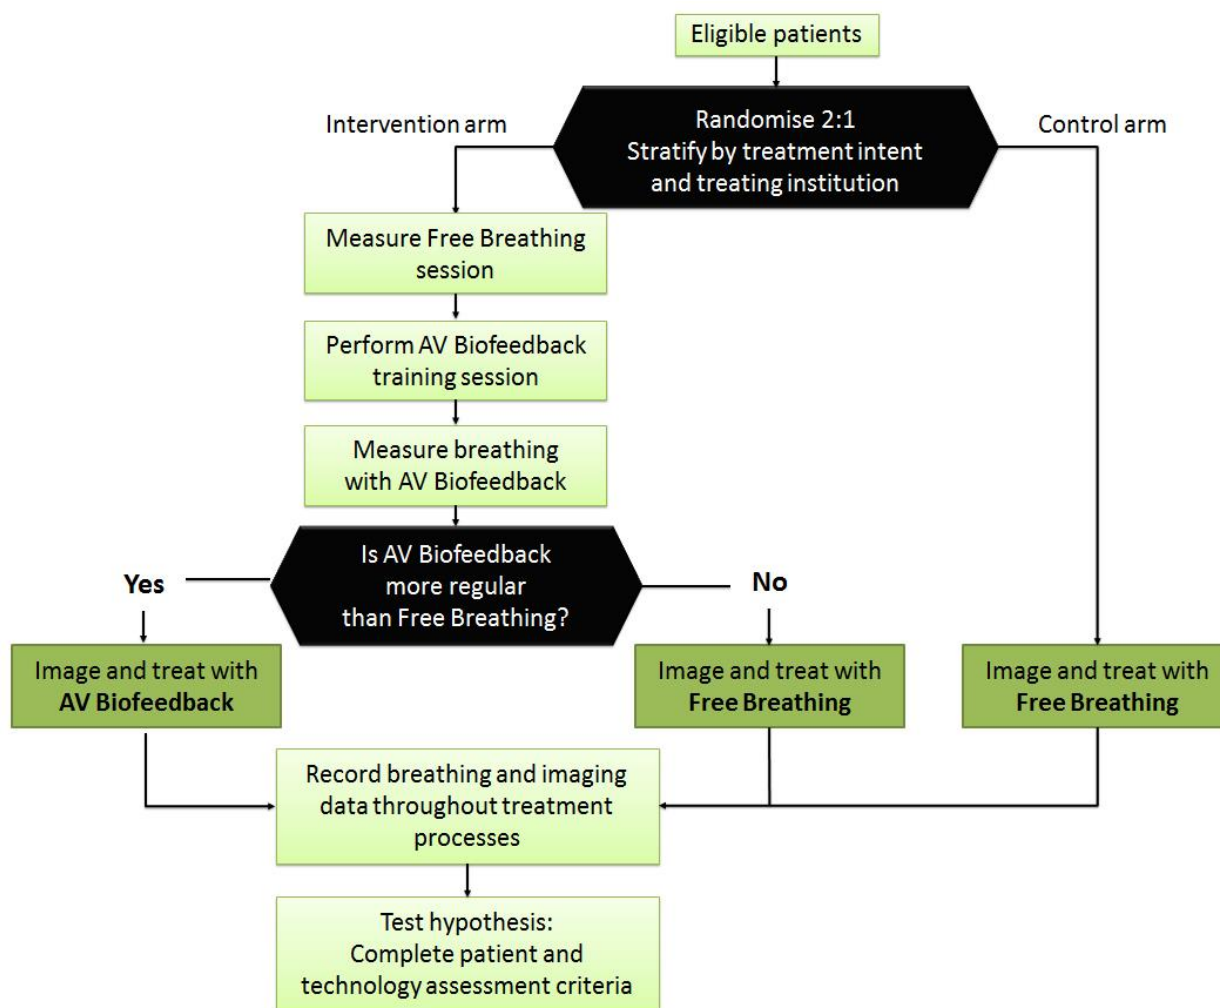 Eligible patients
Intervention arm
Randomise 2:1
Stratify by treatment intent
and treating institution
Control arm
Measure Free Breathing
session
Perform AV Biofeedback
training session
Measure breathing
with AV Biofeedback
Is AV Biofeedback
more regular
than Free Breathing?
Yes
No
Image and treat with
AV Biofeedback
Image and treat with
Free Breathing
Image and treat with
Free Breathing
Record breathing and imaging
data throughout treatment
processes
Test hypothesis:
Complete patient and
technology assessment criteria